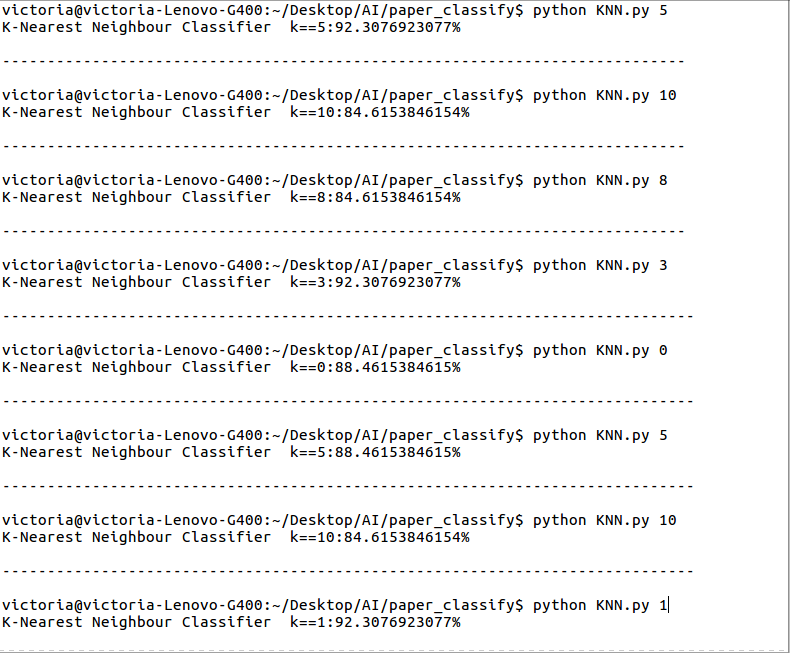 victoria@victoria-Lenovo-G400:~/Desktop/AI/paper_classify$ python KNN.py 5
K-Nearest Neighbour Classifier  k==5:92.3076923077%
----------------------------------------------------------------------------
victoria@victoria-Lenovo-G400:~/Desktop/AI/paper_classify$ python KNN.py 10
K-Nearest Neighbour Classifier  k==10:84.6153846154%
----------------------------------------------------------------------------
victoria@victoria-Lenovo-G400:~/Desktop/AI/paper_classify$ python KNN.py 8
K-Nearest Neighbour Classifier  k==8:84.6153846154%
----------------------------------------------------------------------------
victoria@victoria-Lenovo-G400:~/Desktop/AI/paper_classify$ python KNN.py 3
K-Nearest Neighbour Classifier  k==3:92.3076923077%
-----------------------------------------------------------------------------
victoria@victoria-Lenovo-G400:~/Desktop/AI/paper_classify$ python KNN.py 0
K-Nearest Neighbour Classifier  k==0:88.4615384615%
-----------------------------------------------------------------------------
victoria@victoria-Lenovo-G400:~/Desktop/AI/paper_classify$ python KNN.py 5
K-Nearest Neighbour Classifier  k==5:88.4615384615%
-----------------------------------------------------------------------------
victoria@victoria-Lenovo-G400:~/Desktop/AI/paper_classify$ python KNN.py 10
K-Nearest Neighbour Classifier  k==10:84.6153846154%
-----------------------------------------------------------------------------
victoria@victoria-Lenovo-G400:~/Desktop/AI/paper_classify$ python KNN.py 1
K-Nearest Neighbour Classifier  k==1:92.3076923077%